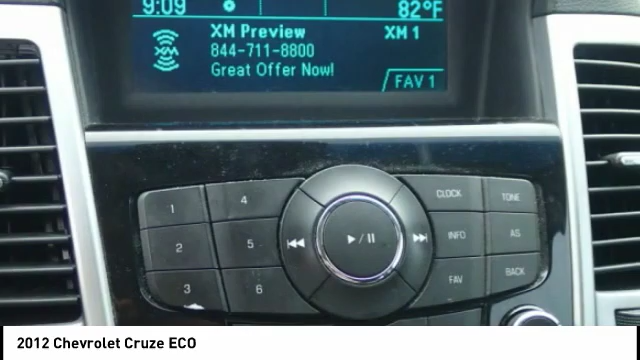 9:09 82°F
XM Preview XM 1
XM 844-711-8800
Great Offer Now!
FAV 1
1 4 CLOCK TONE
2 5 INFO AS
3 6 FAV BACK
2012 Chevrolet Cruze ECO